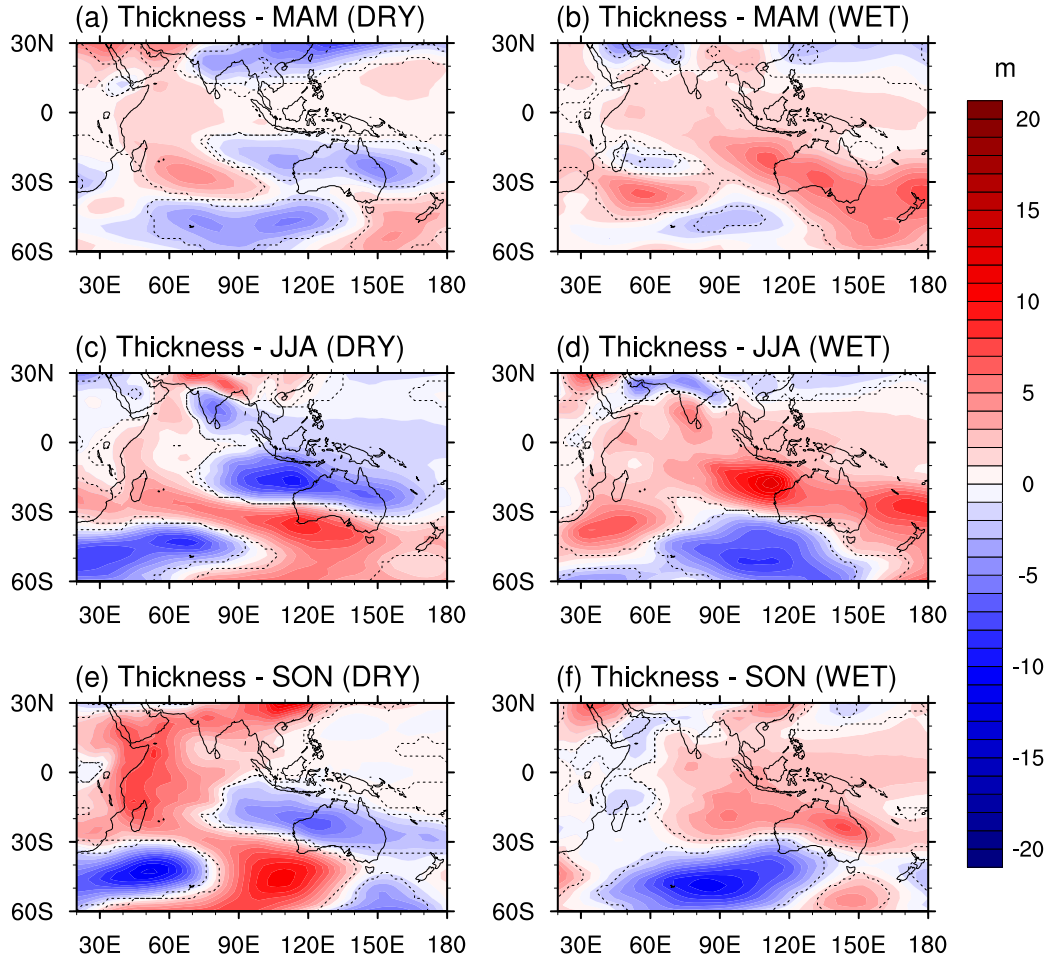 (a) Thickness - MAM (DRY)
(b) Thickness - MAM (WET)
30N
0
30S
60S
30E 60E 90E 120E 150E 180
30N
0
30S
60S
30E 60E 90E 120E 150E 180
m
20
15
10
5
0
-5
-10
-15
-20
(c) Thickness - JJA (DRY)
(d) Thickness - JJA (WET)
30N
0
30S
60S
30E 60E 90E 120E 150E 180
30N
0
30S
60S
30E 60E 90E 120E 150E 180
(e) Thickness - SON (DRY)
(f) Thickness - SON (WET)
30N
0
30S
60S
30E 60E 90E 120E 150E 180
30N
0
30S
60S
30E 60E 90E 120E 150E 180